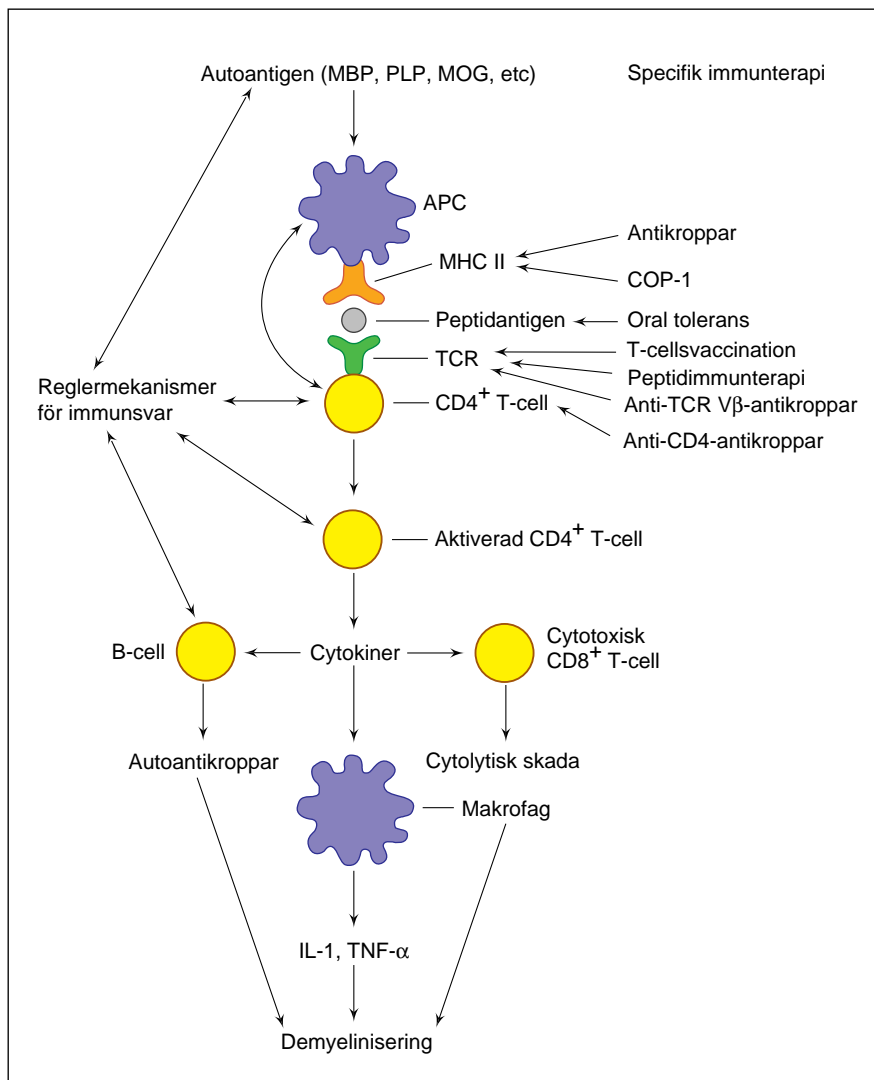 Autoantigen (MBP, PLP, MOG, etc)
Specifik immunterapi
APC
Antikroppar
MHC II
COP-1
Peptidantigen
Oral tolerans
T-cellsvaccination
TCR
Peptidimmunterapi
Reglermekanismer
för immunsvar
CD4+ T-cell
Anti-TCR Vβ-antikroppar
Anti-CD4-antikroppar
Aktiverad CD4+ T-cell
B-cell
Cytokiner
Cytotoxisk
CD8+ T-cell
Autoantikroppar
Cytolytisk skada
Makrofag
IL-1, TNF-α
Demyelinisering